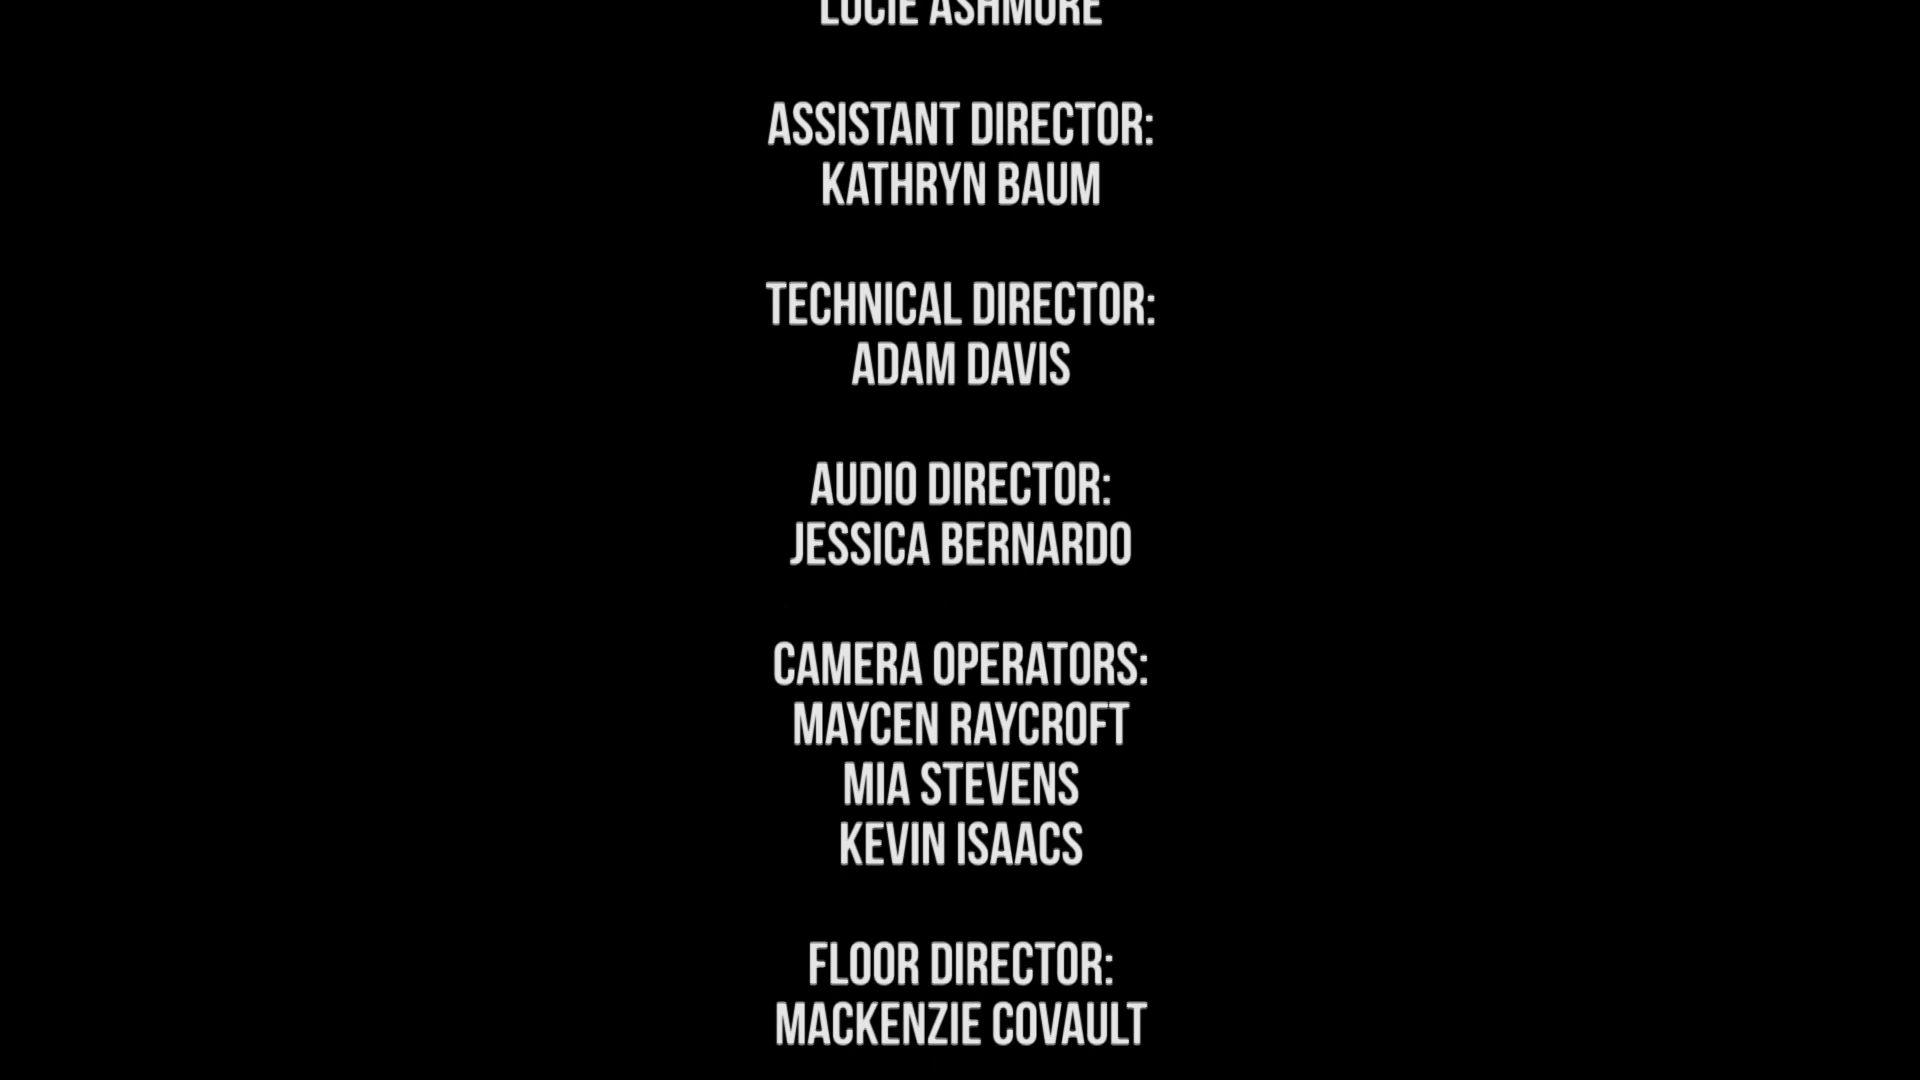 LUCIE ASHMORE
ASSISTANT DIRECTOR:
KATHRYN BAUM
TECHNICAL DIRECTOR:
ADAM DAVIS
AUDIO DIRECTOR:
JESSICA BERNARDO
CAMERA OPERATORS:
MAYCEN RAYCROFT
MIA STEVENS
KEVIN ISAACS
FLOOR DIRECTOR:
MACKENZIE COVAULT